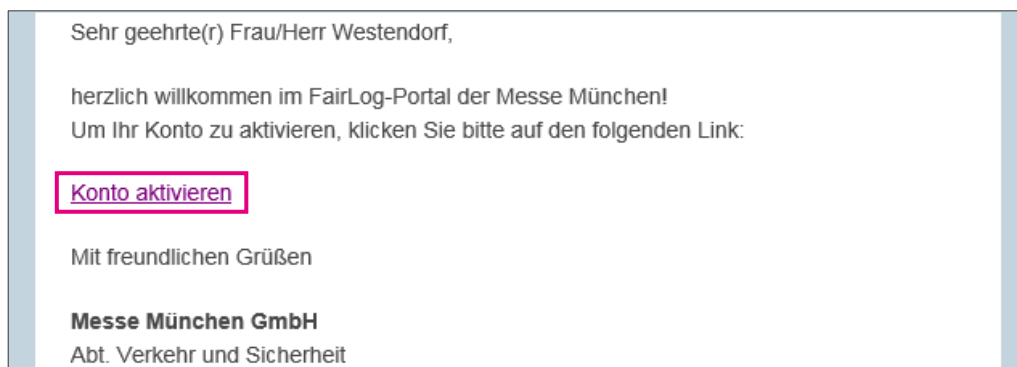 Sehr geehrte(r) Frau/Herr Westendorf,
herzlich willkommen im FairLog-Portal der Messe München!
Um Ihr Konto zu aktivieren, klicken Sie bitte auf den folgenden Link:
Konto aktivieren
Mit freundlichen Grüßen
Messe München GmbH
Abt. Verkehr und Sicherheit